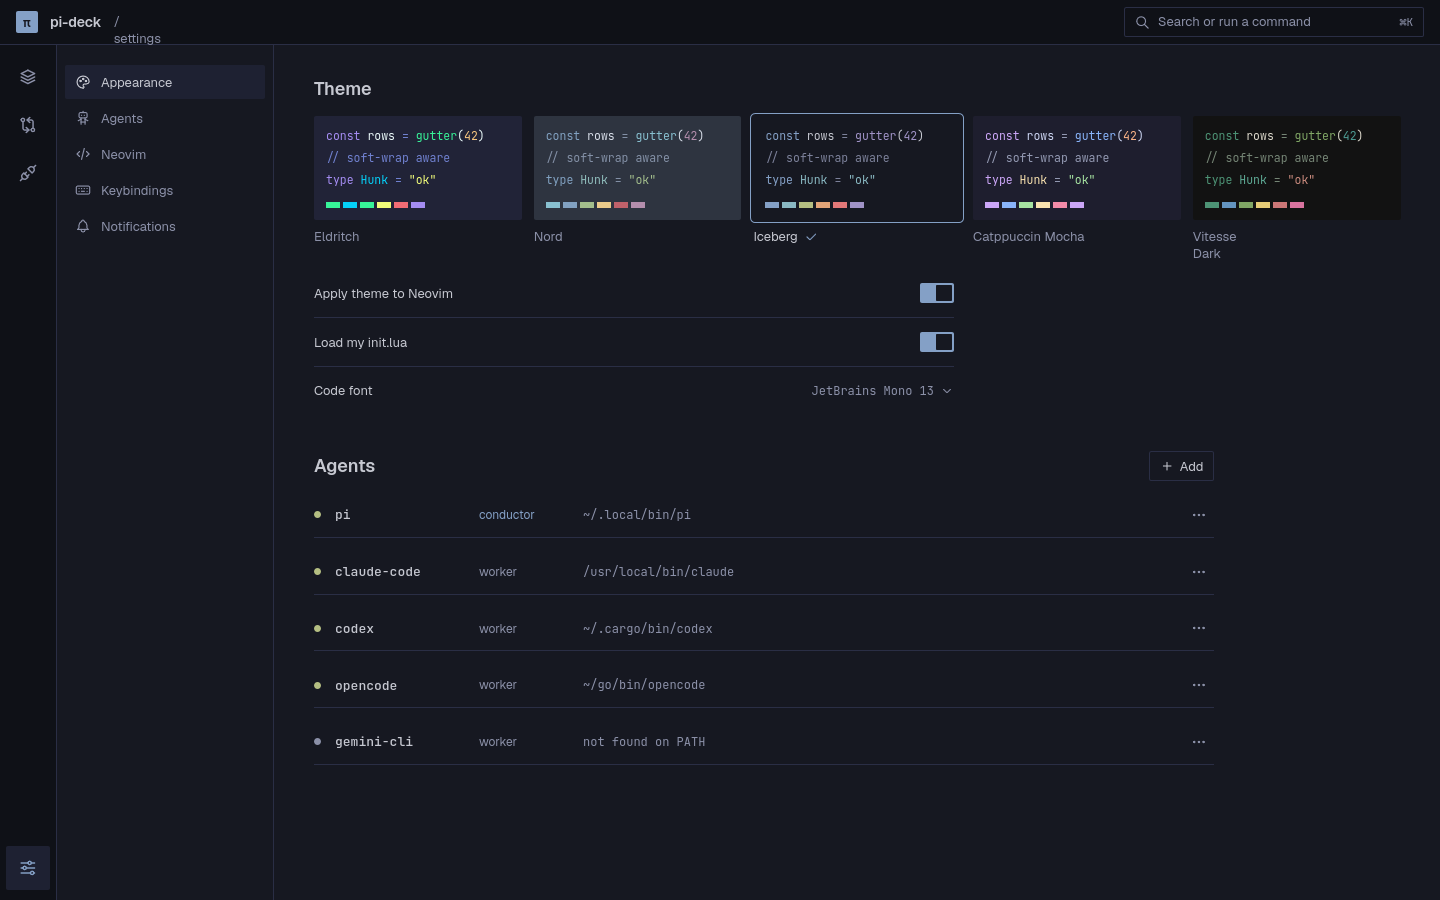 π pi-deck /
settings
Search or run a command ⌘K
Appearance
Agents
Neovim
Keybindings
Notifications
Theme
const rows = gutter(42)
// soft-wrap aware
type Hunk = "ok"
Eldritch
const rows = gutter(42)
// soft-wrap aware
type Hunk = "ok"
Nord
const rows = gutter(42)
// soft-wrap aware
type Hunk = "ok"
Iceberg
const rows = gutter(42)
// soft-wrap aware
type Hunk = "ok"
Catppuccin Mocha
const rows = gutter(42)
// soft-wrap aware
type Hunk = "ok"
Vitesse
Dark
Apply theme to Neovim
Load my init.lua
Code font JetBrains Mono 13
Agents + Add
pi conductor ~/.local/bin/pi
claude-code worker /usr/local/bin/claude
codex worker ~/.cargo/bin/codex
opencode worker ~/go/bin/opencode
gemini-cli worker not found on PATH